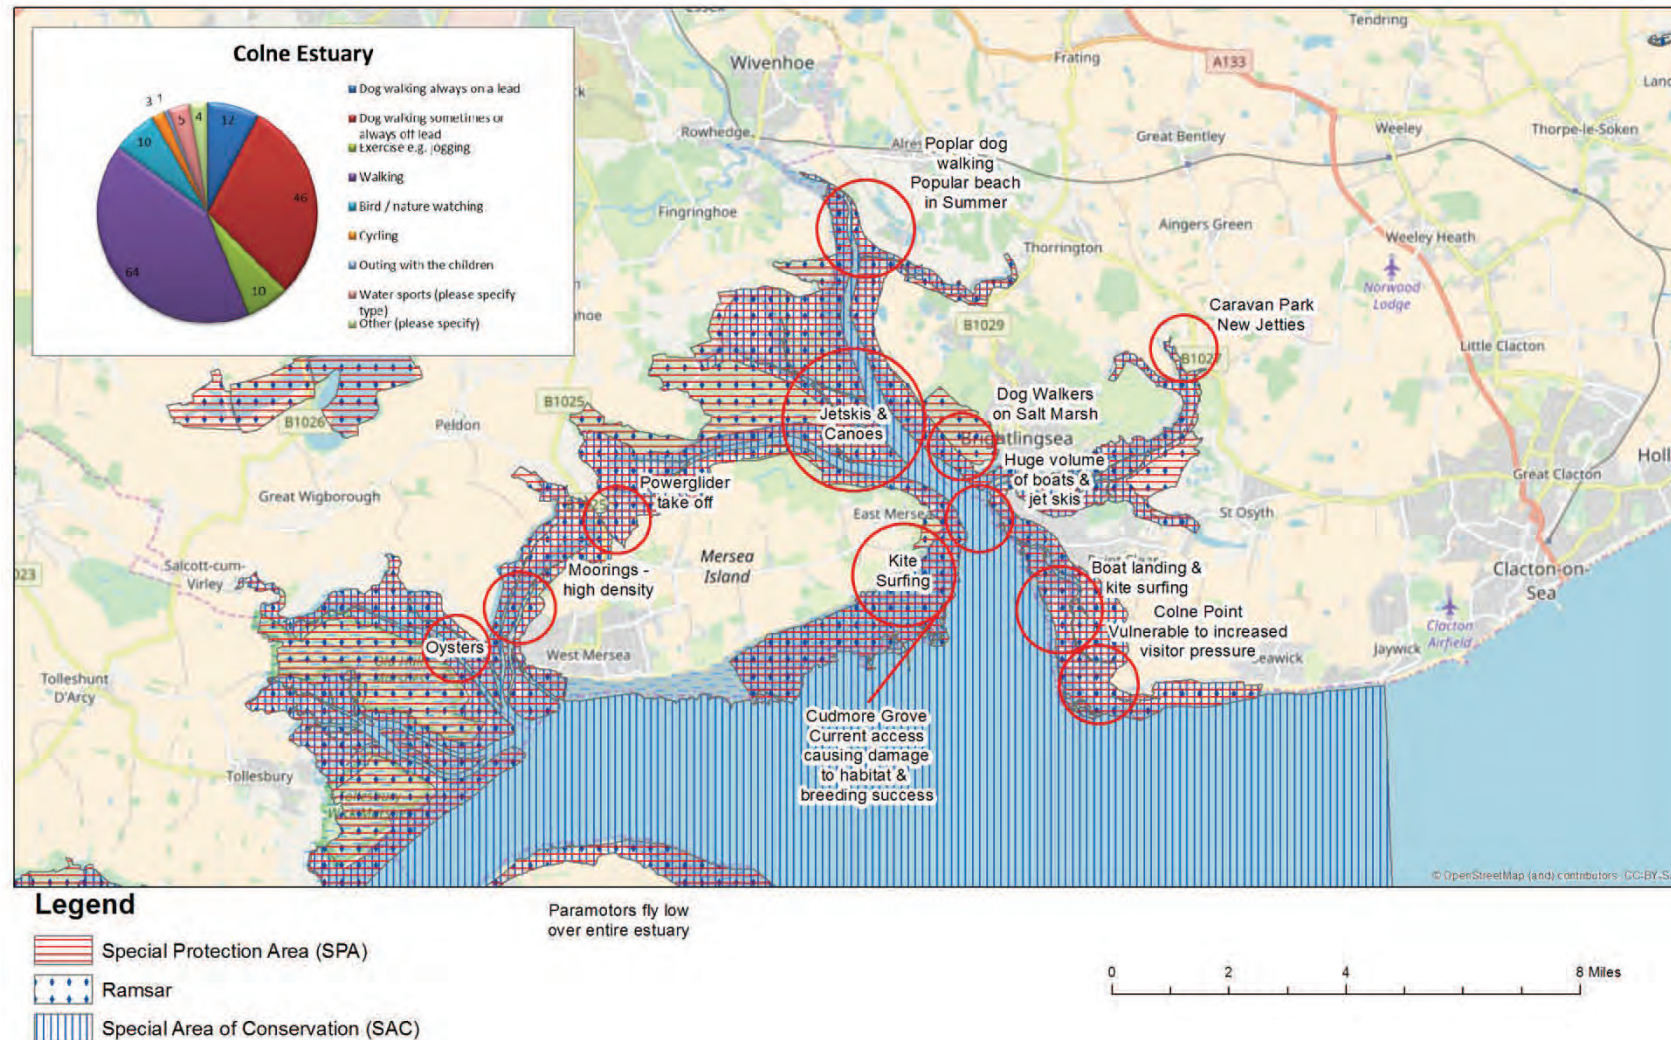 Colne Estuary
Dog walking always on a lead
Dog walking sometimes or
always off lead
Exercise e.g. jogging
Walking
Bird / nature watching
Cycling
Outing with the children
Water sports (please specify
type)
Other (please specify)
3
1
5
4
12
10
46
64
10
Wivenhoe
Frating
A133
Tendring
Rowhedge
Great Bentley
Weeley
Thorpe-le-Soken
Poplar dog
walking
Popular beach
in Summer
Fingringhoe
Thorrington
Aingers Green
Weeley Heath
Norwood
Lodge
Caravan Park
New Jetties
B1029
B1027
Little Clacton
B1025
B1026
Peldon
Jetskis &
Canoes
Dog Walkers
on Salt Marsh
Brightlingsea
Huge volume
of boats &
jet skis
Great Clacton
Great Wigborough
Powerglider
take off
East Mersea
St Osyth
Salcott-cum-
Virley
Mersea
Island
Moorings -
high density
Kite
Surfing
Boat landing &
kite surfing
Clacton-on-
Sea
Clacton
Airfield
Colne Point
Vulnerable to increased
visitor pressure
Jaywick
Oysters
West Mersea
Tolleshunt
D'Arcy
Cudmore Grove
Current access
causing damage
to habitat &
breeding success
Tollesbury
© OpenStreetMap (and) contributors, CC-BY-S
Legend
Special Protection Area (SPA)
Ramsar
Special Area of Conservation (SAC)
Paramotors fly low
over entire estuary
0 2 4 8 Miles